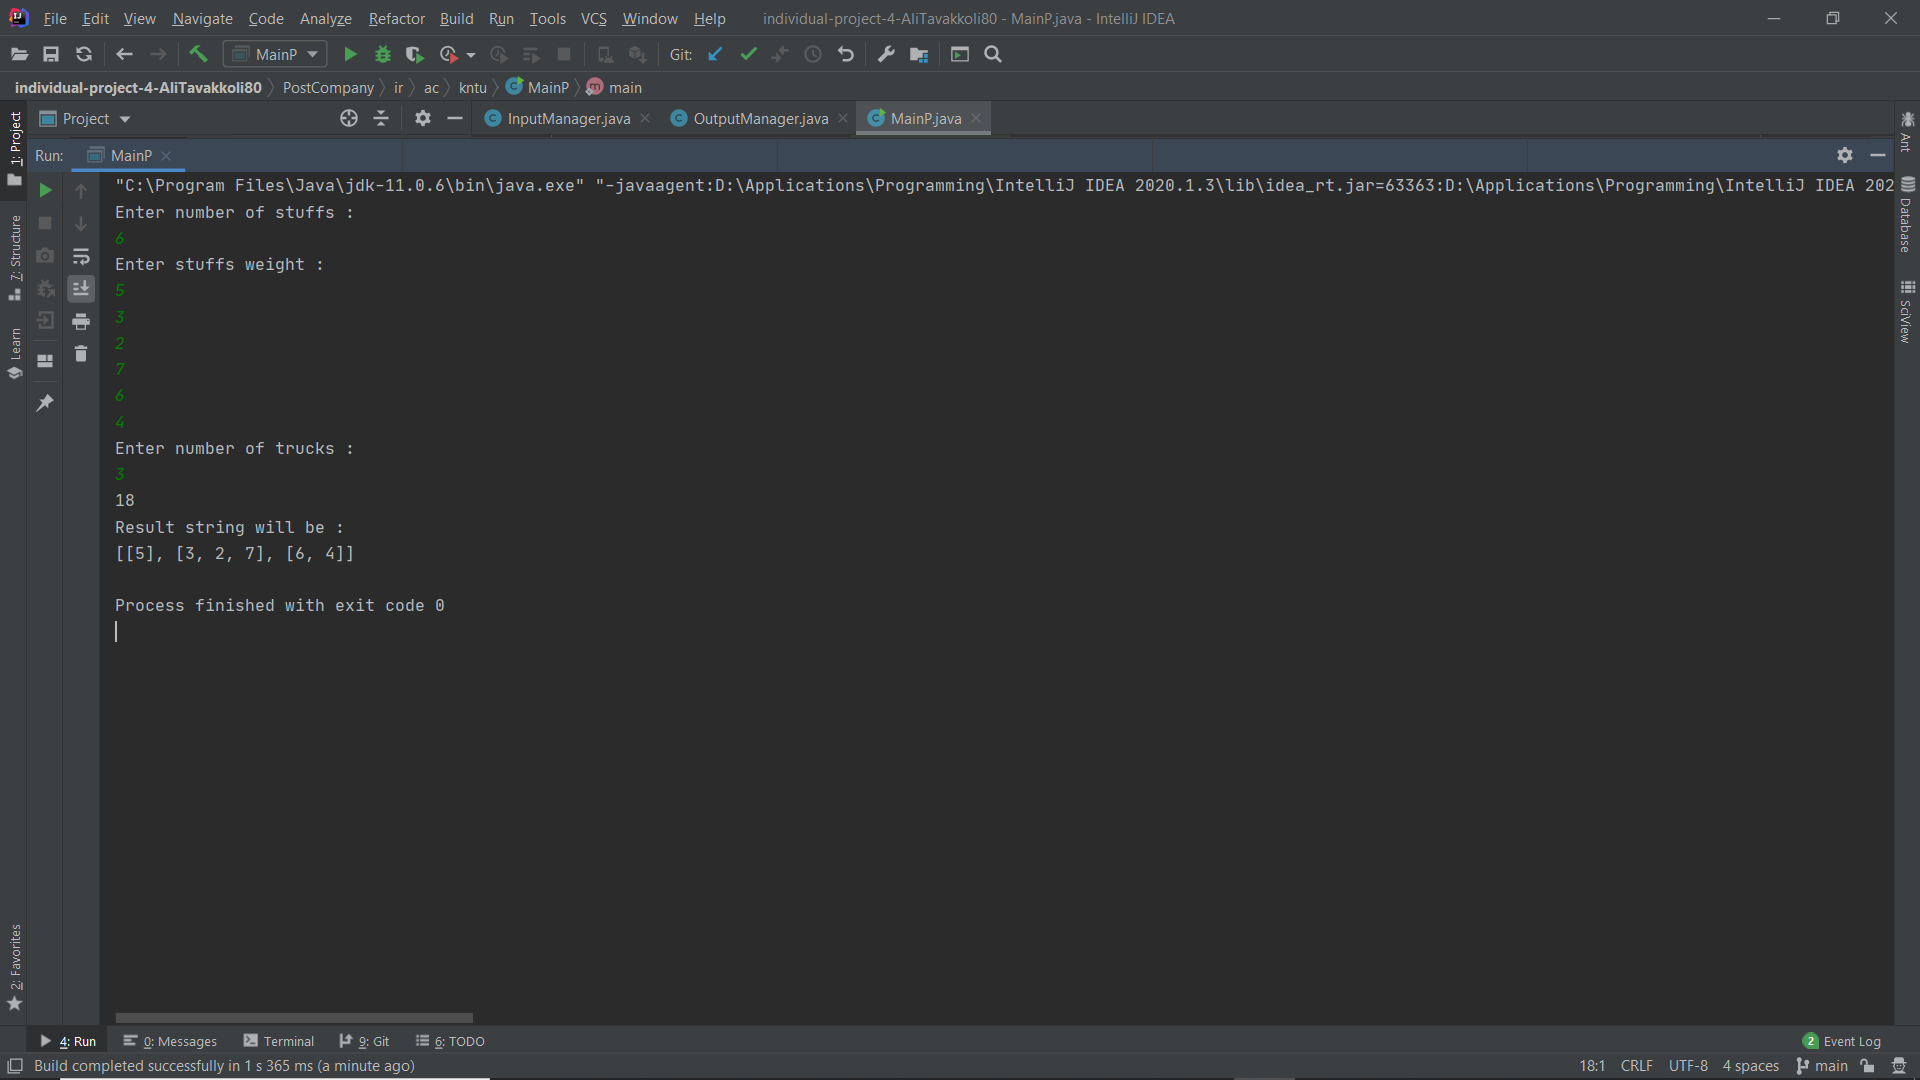 File Edit View Navigate Code Analyze Refactor Build Run Tools VCS Window Help individual-project-4-AliTavakkoli80 - MainP.java - IntelliJ IDEA
MainP Git:
individual-project-4-AliTavakkoli80 PostCompany ir ac kntu MainP main
Project InputManager.java OutputManager.java MainP.java
Run: MainP
"C:\Program Files\Java\jdk-11.0.6\bin\java.exe" "-javaagent:D:\Applications\Programming\IntelliJ IDEA 2020.1.3\lib\idea_rt.jar=63363:D:\Applications\Programming\IntelliJ IDEA 202
Enter number of stuffs :
6
Enter stuffs weight :
5
3
2
7
6
4
Enter number of trucks :
3
18
Result string will be :
[[5], [3, 2, 7], [6, 4]]
Process finished with exit code 0
1: Project
7: Structure
Learn
2: Favorites
Ant
Database
SciView
4: Run 0: Messages Terminal 9: Git 6: TODO 2 Event Log
Build completed successfully in 1 s 365 ms (a minute ago) 18:1 CRLF UTF-8 4 spaces main